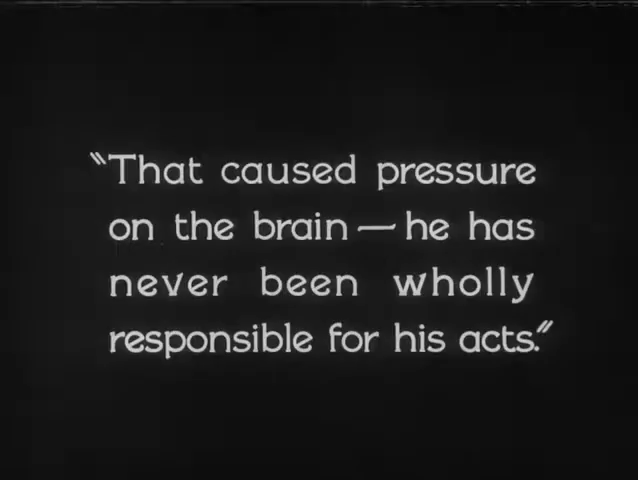 "That caused pressure
on the brain — he has
never been wholly
responsible for his acts."